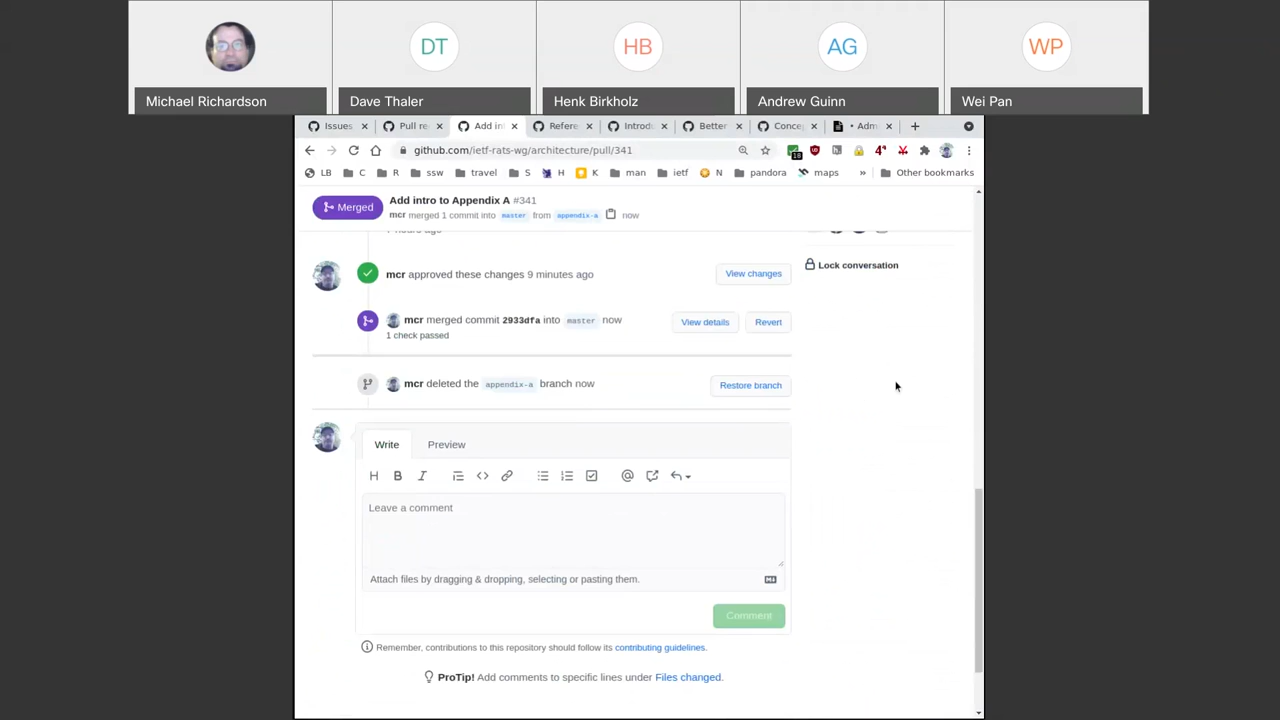 DT
HB
AG
WP
Michael Richardson
Dave Thaler
Henk Birkholz
Andrew Guinn
Wei Pan
Issues
Pull re
Add in
Refere
Introdu
Better
Conce
• Adm
github.com/ietf-rats-wg/architecture/pull/341
18
LB
C
R
ssw
travel
S
H
K
man
ietf
N
pandora
maps
»
Other bookmarks
Merged
Add intro to Appendix A #341
mcr merged 1 commit into master from appendix-a now
7 hours ago
mcr approved these changes 9 minutes ago
View changes
Lock conversation
mcr merged commit 2933dfa into master now
View details
Revert
1 check passed
mcr deleted the appendix-a branch now
Restore branch
Write
Preview
Leave a comment
Attach files by dragging & dropping, selecting or pasting them.
Comment
Remember, contributions to this repository should follow its contributing guidelines.
ProTip! Add comments to specific lines under Files changed.